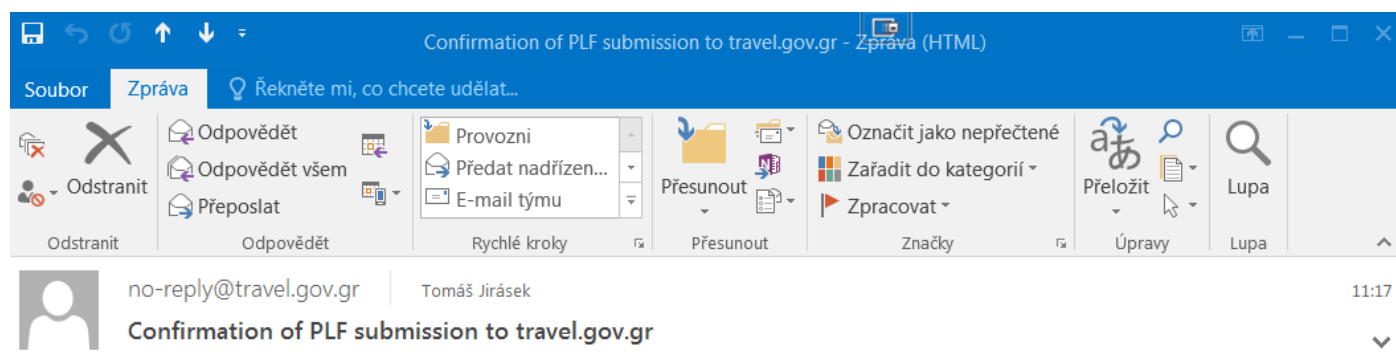 Confirmation of PLF submission to travel.gov.gr - Zpráva (HTML)
Soubor
Zpráva
Řekněte mi, co chcete udělat...
Odstranit
Odstranit
Odpovědět
Odpovědět všem
Přeposlat
Odpovědět
Provozni
Předat nadřízen...
E-mail týmu
Rychlé kroky
Přesunout
Přesunout
Označit jako nepřečtené
Zařadit do kategorií
Zpracovat
Značky
Přeložit
Úpravy
Lupa
Lupa
no-reply@travel.gov.gr
Tomáš Jirásek
11:17
Confirmation of PLF submission to travel.gov.gr